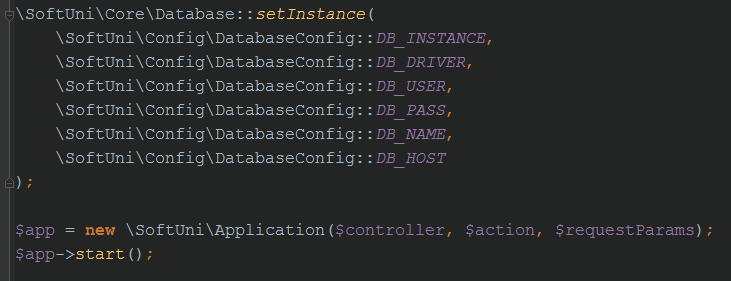 \SoftUni\Core\Database::setInstance(
    \SoftUni\Config\DatabaseConfig::DB_INSTANCE,
    \SoftUni\Config\DatabaseConfig::DB_DRIVER,
    \SoftUni\Config\DatabaseConfig::DB_USER,
    \SoftUni\Config\DatabaseConfig::DB_PASS,
    \SoftUni\Config\DatabaseConfig::DB_NAME,
    \SoftUni\Config\DatabaseConfig::DB_HOST
);
$app = new \SoftUni\Application($controller, $action, $requestParams);
$app->start();